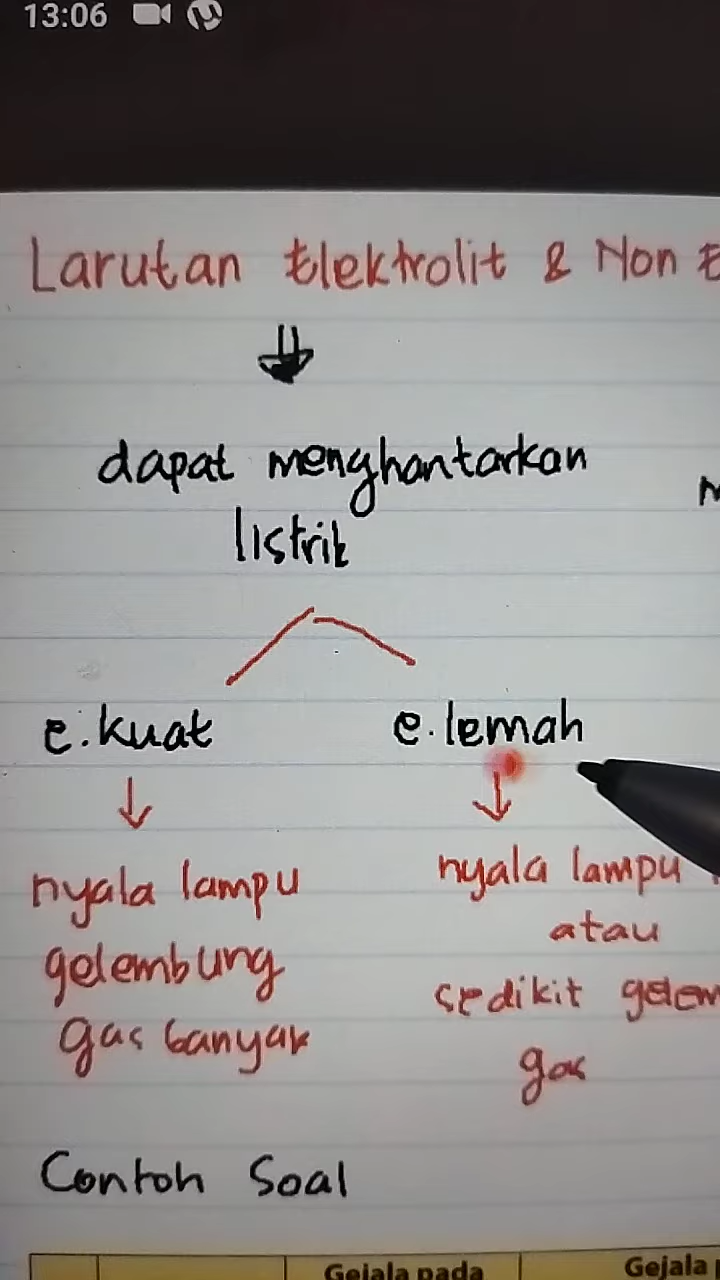 13:06
Larutan Elektrolit & Non
dapat menghantarkan
listrik
e.kuat e.lemah
nyala lampu nyala lampu
atau
gelembung sedikit
gas banyak gas
Contoh Soal
Gejala pada Gejala